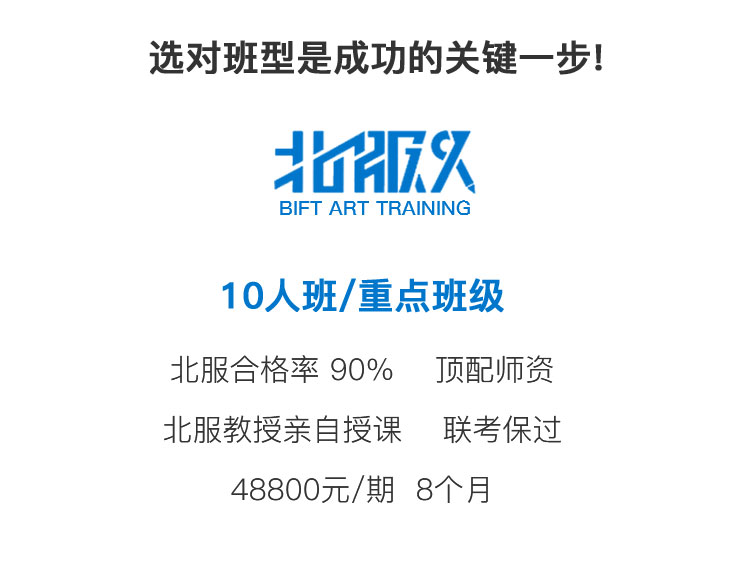 选对班型是成功的关键一步!
北服久
BIFT ART TRAINING
10人班/重点班级
北服合格率 90% 顶配师资
北服教授亲自授课 联考保过
48800元/期 8个月